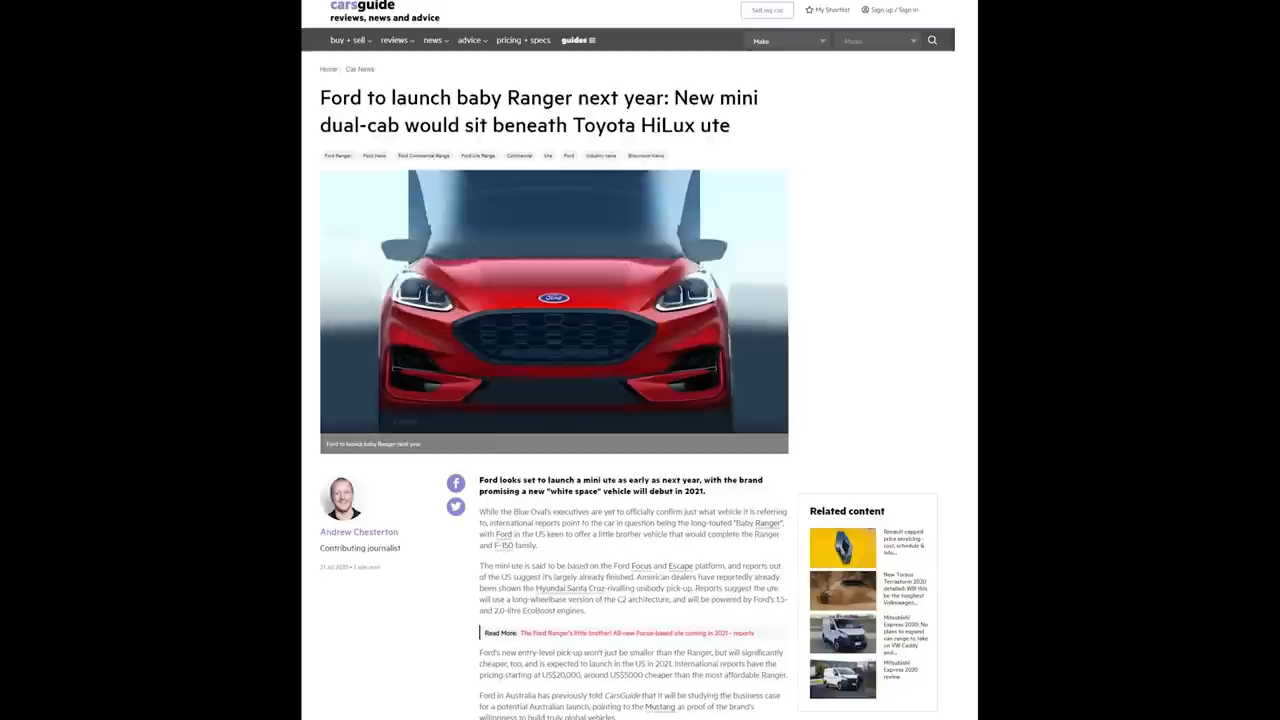 carsguide
reviews, news and advice
Sell my car
My Shortlist
Sign up / Sign in
buy + sell
reviews
news
advice
pricing + specs
guides
Make
Model
Home
Car News
Ford to launch baby Ranger next year: New mini
dual-cab would sit beneath Toyota HiLux ute
Ford Ranger
Ford News
Ford Commercial Range
Ford Ute Range
Commercial
Ute
Ford
Industry news
Showroom News
Ford
Ford to launch baby Ranger next year
Andrew Chesterton
Contributing journalist
21 Jul 2020 • 3 min read
Ford looks set to launch a mini ute as early as next year, with the brand
promising a new "white space" vehicle will debut in 2021.
While the Blue Oval's executives are yet to officially confirm just what vehicle it is referring
to, international reports point to the car in question being the long-touted "Baby Ranger",
with Ford in the US keen to offer a little brother vehicle that would complete the Ranger
and F-150 family.
The mini ute is said to be based on the Ford Focus and Escape platform, and reports out
of the US suggest it's largely already finished. American dealers have reportedly already
been shown the Hyundai Santa Cruz-rivalling unibody pick-up. Reports suggest the ute
will use a long-wheelbase version of the C2 architecture, and will be powered by Ford's 1.5-
and 2.0-litre EcoBoost engines.
Read More: The Ford Ranger's little brother! All-new Focus-based ute coming in 2021 - reports
Ford's new entry-level pick-up won't just be smaller than the Ranger, but will significantly
cheaper, too, and is expected to launch in the US in 2021. International reports have the
pricing starting at US$20,000, around US$5000 cheaper than the most affordable Ranger.
Ford in Australia has previously told CarsGuide that it will be studying the business case
for a potential Australian launch, pointing to the Mustang as proof of the brand's
willingness to build truly global vehicles.
Related content
Renault capped
price servicing -
cost, schedule &
info...
New Tarous
Terrastorm 2020
detailed: Will this
be the toughest
Volkswagen...
Mitsubishi
Express 2020: No
plans to expand
van range to take
on VW Caddy
and...
Mitsubishi
Express 2020
review